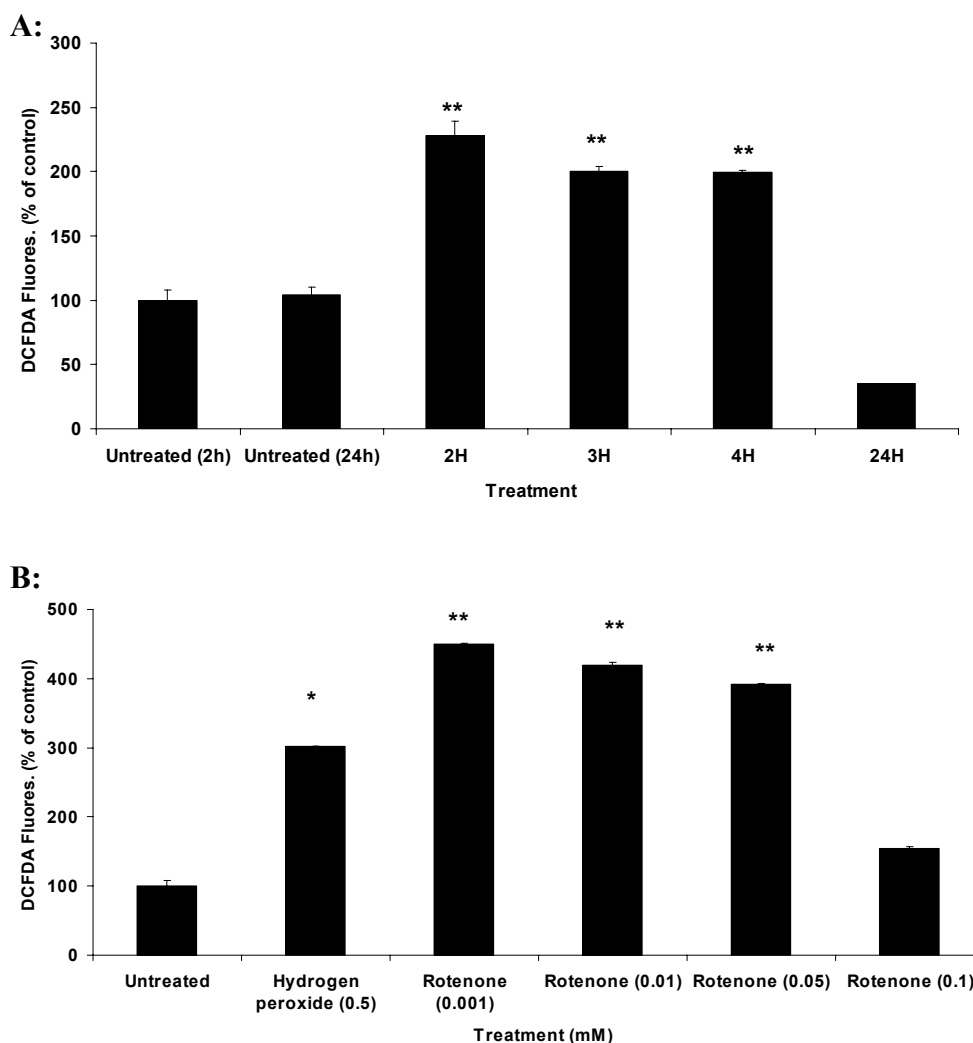 A:
300
250
200
150
100
50
0
DCFDA Fluores. (% of control)
**
**
**
Untreated (2h) Untreated (24h) 2H 3H 4H 24H
Treatment
B:
500
400
300
200
100
0
DCFDA Fluores. (% of control)
*
**
**
**
Untreated Hydrogen Rotenone Rotenone (0.01) Rotenone (0.05) Rotenone (0.1)
peroxide (0.5) (0.001)
Treatment (mM)